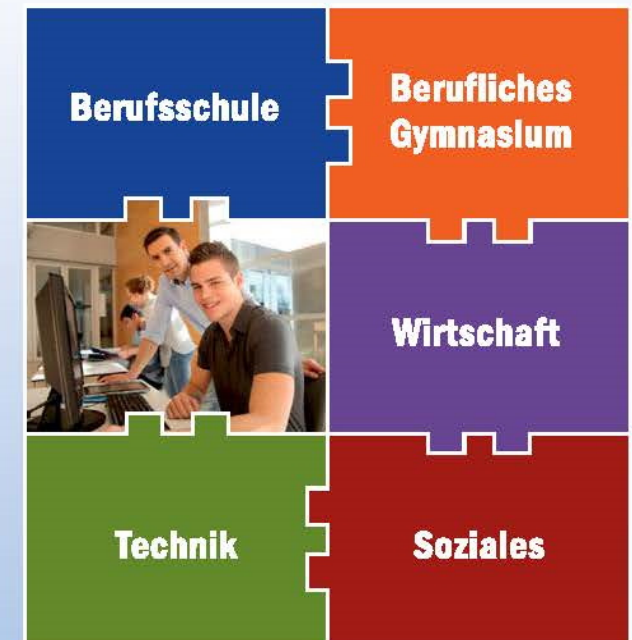 Berufsschule
Berufliches
Gymnasium
Wirtschaft
Technik
Soziales